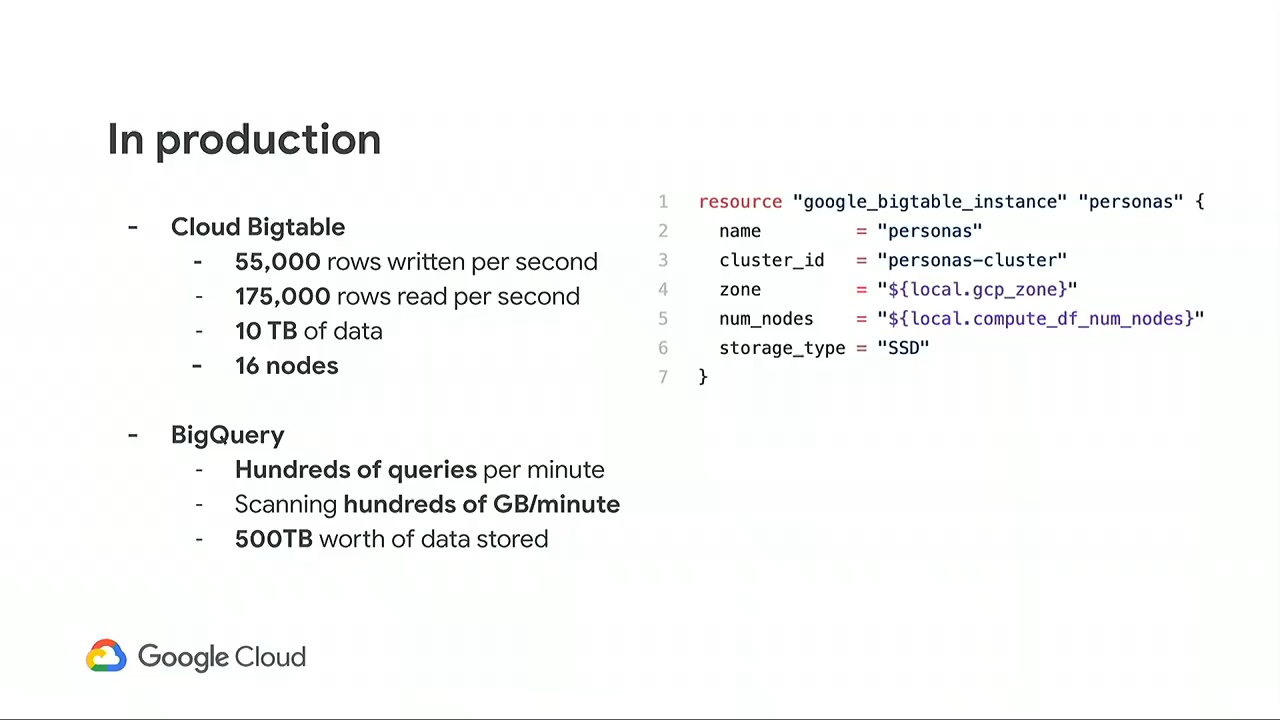 In production
- Cloud Bigtable
- 55,000 rows written per second
- 175,000 rows read per second
- 10 TB of data
- 16 nodes
- BigQuery
- Hundreds of queries per minute
- Scanning hundreds of GB/minute
- 500TB worth of data stored
1 resource "google_bigtable_instance" "personas" {
2 name = "personas"
3 cluster_id = "personas-cluster"
4 zone = "${local.gcp_zone}"
5 num_nodes = "${local.compute_df_num_nodes}"
6 storage_type = "SSD"
7 }
Google Cloud